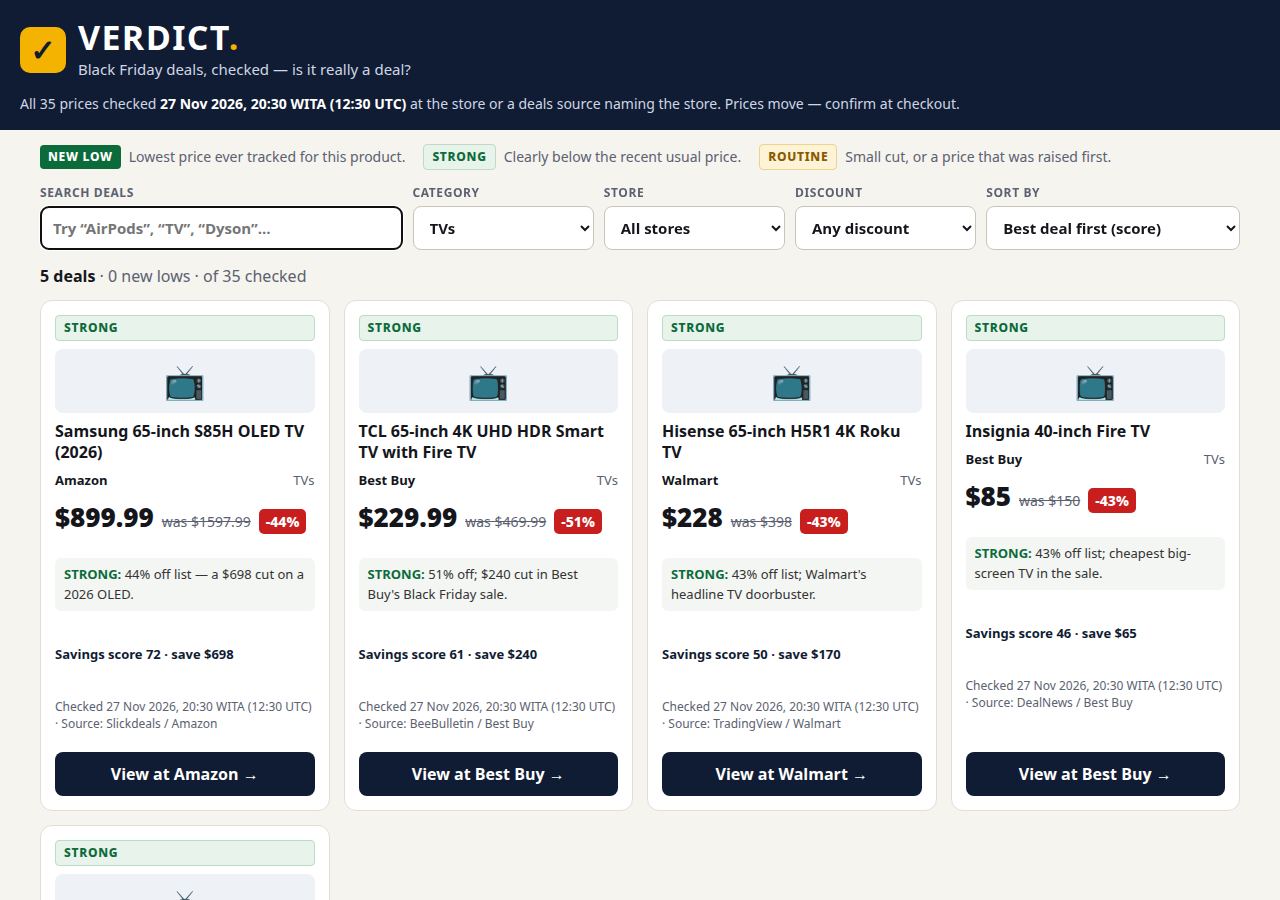 ✓
VERDICT.
Black Friday deals, checked — is it really a deal?
All 35 prices checked 27 Nov 2026, 20:30 WITA (12:30 UTC) at the store or a deals source naming the store. Prices move — confirm at checkout.
NEW LOW Lowest price ever tracked for this product. STRONG Clearly below the recent usual price. ROUTINE Small cut, or a price that was raised first.
SEARCH DEALS
Try “AirPods”, “TV”, “Dyson”...
CATEGORY
TVs
STORE
All stores
DISCOUNT
Any discount
SORT BY
Best deal first (score)
5 deals · 0 new lows · of 35 checked
STRONG
Samsung 65-inch S85H OLED TV
(2026)
Amazon TVs
$899.99 was $1597.99 -44%
STRONG: 44% off list — a $698 cut on a
2026 OLED.
Savings score 72 · save $698
Checked 27 Nov 2026, 20:30 WITA (12:30 UTC)
· Source: Slickdeals / Amazon
View at Amazon →
STRONG
TCL 65-inch 4K UHD HDR Smart
TV with Fire TV
Best Buy TVs
$229.99 was $469.99 -51%
STRONG: 51% off; $240 cut in Best
Buy's Black Friday sale.
Savings score 61 · save $240
Checked 27 Nov 2026, 20:30 WITA (12:30 UTC)
· Source: BeeBulletin / Best Buy
View at Best Buy →
STRONG
Hisense 65-inch H5R1 4K Roku
TV
Walmart TVs
$228 was $398 -43%
STRONG: 43% off list; Walmart's
headline TV doorbuster.
Savings score 50 · save $170
Checked 27 Nov 2026, 20:30 WITA (12:30 UTC)
· Source: TradingView / Walmart
View at Walmart →
STRONG
Insignia 40-inch Fire TV
Best Buy TVs
$85 was $150 -43%
STRONG: 43% off list; cheapest big-
screen TV in the sale.
Savings score 46 · save $65
Checked 27 Nov 2026, 20:30 WITA (12:30 UTC)
· Source: DealNews / Best Buy
View at Best Buy →
STRONG